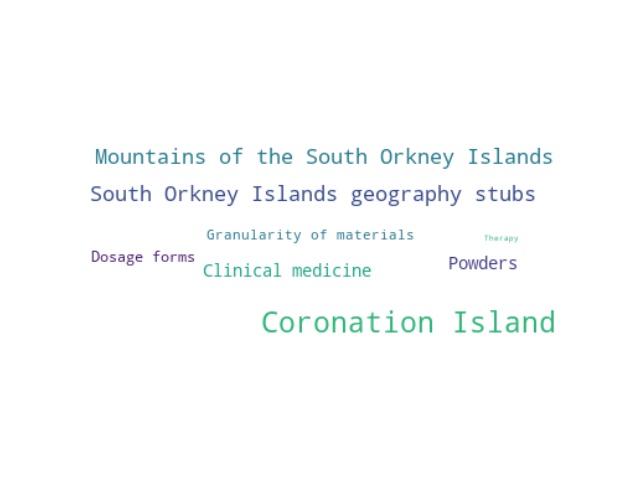 Mountains of the South Orkney Islands
South Orkney Islands geography stubs
Granularity of materials
Therapy
Dosage forms
Clinical medicine
Powders
Coronation Island